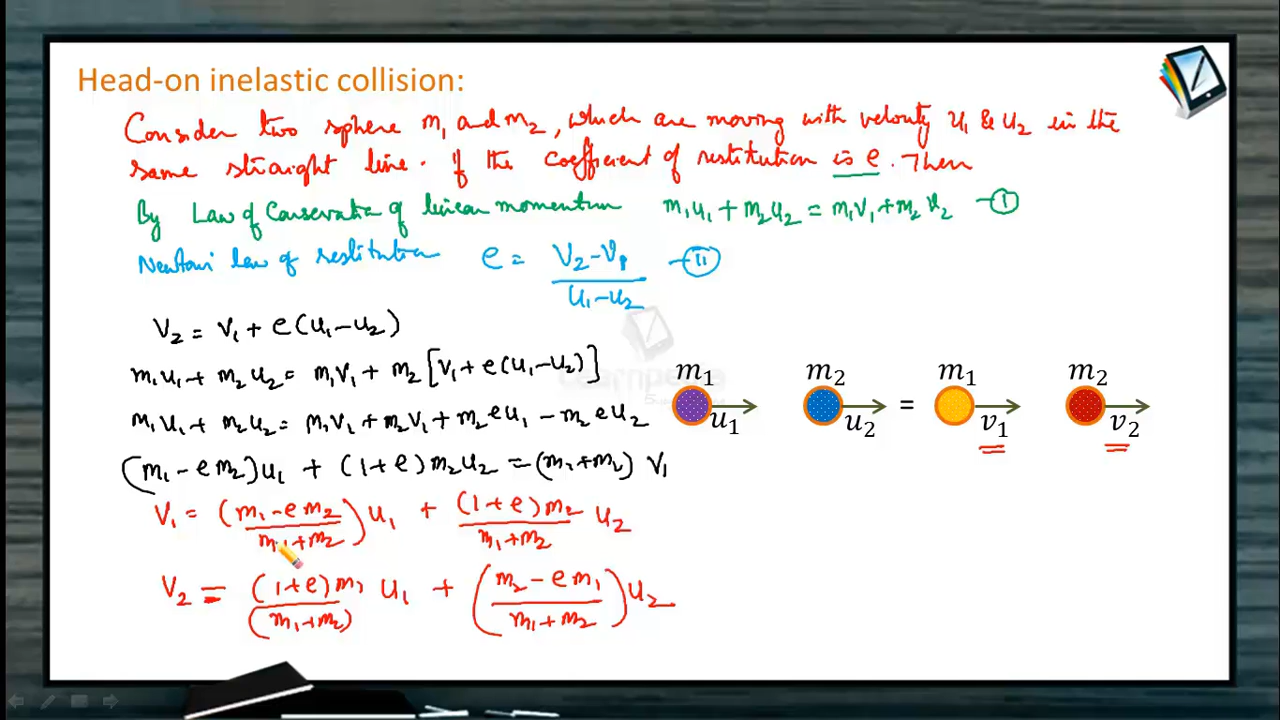 Head-on inelastic collision:
Consider two sphere m₁ and m₂, which are moving with velocity u₁ & u₂ in the
same straight line. If the coefficient of restitution is e. Then
By Law of Conservation of linear momentum m₁u₁ + m₂u₂ = m₁v₁ + m₂v₂ —(I)
Newton's law of restitution e = (v₂ - v₁)/(u₁ - u₂) —(II)
v₂ = v₁ + e(u₁ - u₂)
m₁u₁ + m₂u₂ = m₁v₁ + m₂[v₁ + e(u₁ - u₂)]
m₁u₁ + m₂u₂ = m₁v₁ + m₂v₁ + m₂eu₁ - m₂eu₂
(m₁ - em₂)u₁ + (1+e)m₂u₂ = (m₁+m₂) v₁
v₁ = ((m₁ - em₂)/(m₁+m₂))u₁ + ((1+e)m₂/(m₁+m₂)) u₂
v₂ = ((1+e)m₁/(m₁+m₂)) u₁ + ((m₂ - em₁)/(m₁+m₂))u₂
m₁ m₂ m₁ m₂
=
u₁ u₂ v₁ v₂